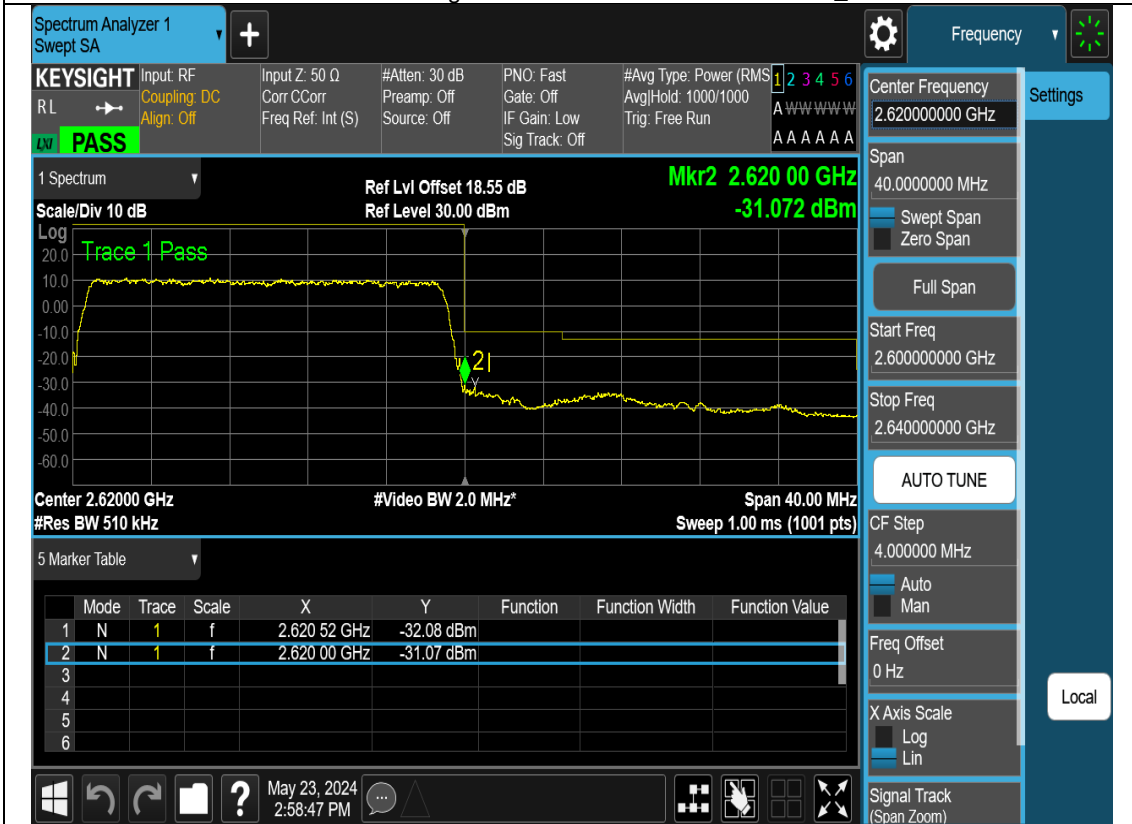 Spectrum Analyzer 1
Swept SA
+
Frequency
KEYSIGHT
RL
LXI PASS
Input: RF
Coupling: DC
Align: Off
Input Z: 50 Ω
Corr CCorr
Freq Ref: Int (S)
#Atten: 30 dB
Preamp: Off
Source: Off
PNO: Fast
Gate: Off
IF Gain: Low
Sig Track: Off
#Avg Type: Power (RMS
Avg|Hold: 1000/1000
Trig: Free Run
1 2 3 4 5 6
A W W W W W
A A A A A A
1 Spectrum
Scale/Div 10 dB
Ref Lvl Offset 18.55 dB
Ref Level 30.00 dBm
Mkr2 2.620 00 GHz
-31.072 dBm
Log
Trace 1 Pass
20.0
10.0
0.00
-10.0
-20.0
-30.0
-40.0
-50.0
-60.0
2
Center 2.62000 GHz
#Res BW 510 kHz
#Video BW 2.0 MHz*
Span 40.00 MHz
Sweep 1.00 ms (1001 pts)
5 Marker Table
Mode Trace Scale X Y Function Function Width Function Value
1 N 1 f 2.620 52 GHz -32.08 dBm
2 N 1 f 2.620 00 GHz -31.07 dBm
3
4
5
6
May 23, 2024
2:58:47 PM
Center Frequency
2.620000000 GHz
Span
40.0000000 MHz
Swept Span
Zero Span
Full Span
Start Freq
2.600000000 GHz
Stop Freq
2.640000000 GHz
AUTO TUNE
CF Step
4.000000 MHz
Auto
Man
Freq Offset
0 Hz
X Axis Scale
Log
Lin
Signal Track
(Span Zoom)
Settings
Local